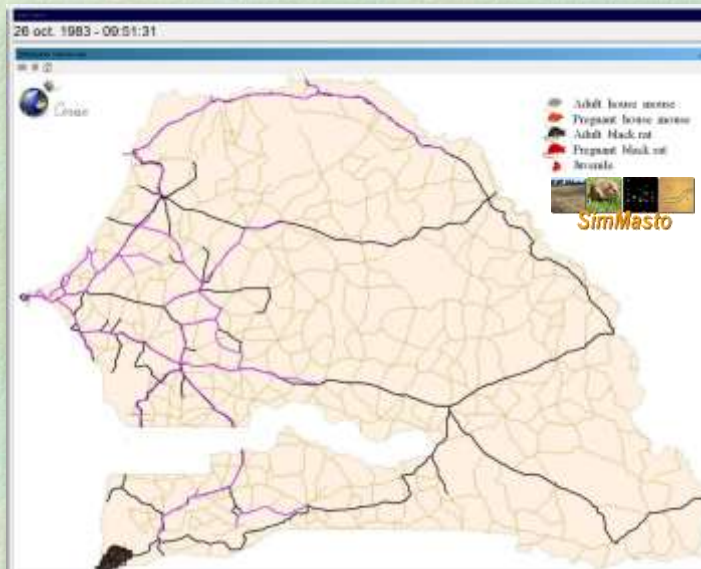 26 oct. 1983 - 09:51:31
Adult house mouse
Pregnant house mouse
Adult black rat
Pregnant black rat
Juvenile
SimMasto